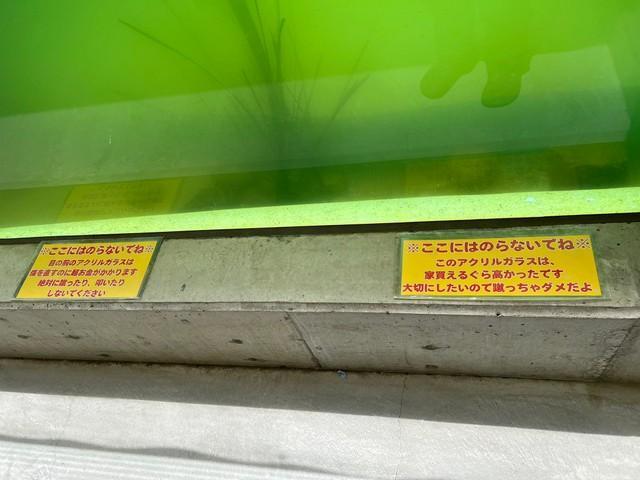 ※ここにはのらないでね※
目の前のアクリルガラスは
傷を直すのに超お金がかかります
絶対に蹴ったり、叩いたり
しないでください
※ここにはのらないでね※
このアクリルガラスは、
家買えるぐら高かったてです
大切にしたいので蹴っちゃダメだよ